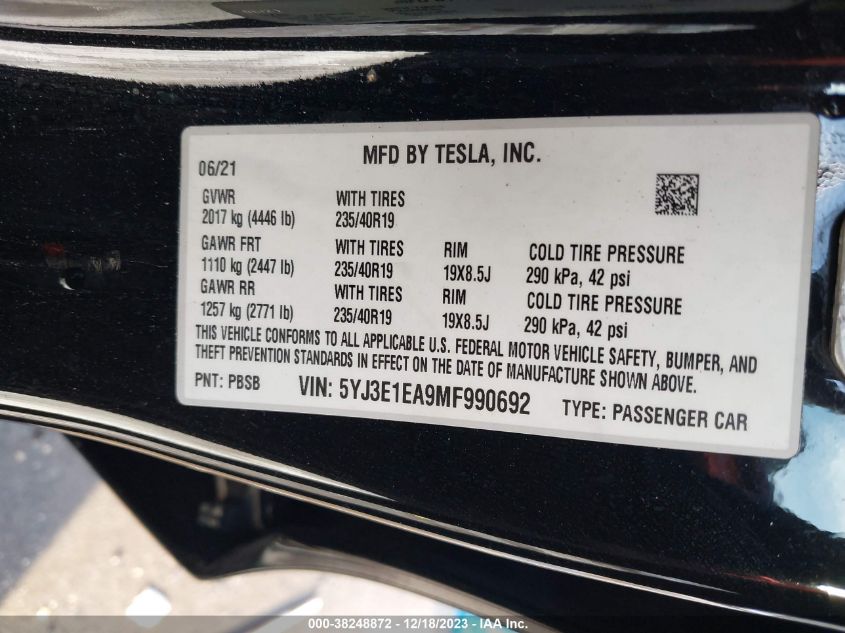 MFD BY TESLA, INC.
06/21
GVWR WITH TIRES
2017 kg (4446 lb) 235/40R19
GAWR FRT WITH TIRES RIM COLD TIRE PRESSURE
1110 kg (2447 lb) 235/40R19 19X8.5J 290 kPa, 42 psi
GAWR RR WITH TIRES RIM COLD TIRE PRESSURE
1257 kg (2771 lb) 235/40R19 19X8.5J 290 kPa, 42 psi
THIS VEHICLE CONFORMS TO ALL APPLICABLE U.S. FEDERAL MOTOR VEHICLE SAFETY, BUMPER, AND
THEFT PREVENTION STANDARDS IN EFFECT ON THE DATE OF MANUFACTURE SHOWN ABOVE.
PNT: PBSB VIN: 5YJ3E1EA9MF990692 TYPE: PASSENGER CAR
000-38248872 - 12/18/2023 - IAA Inc.